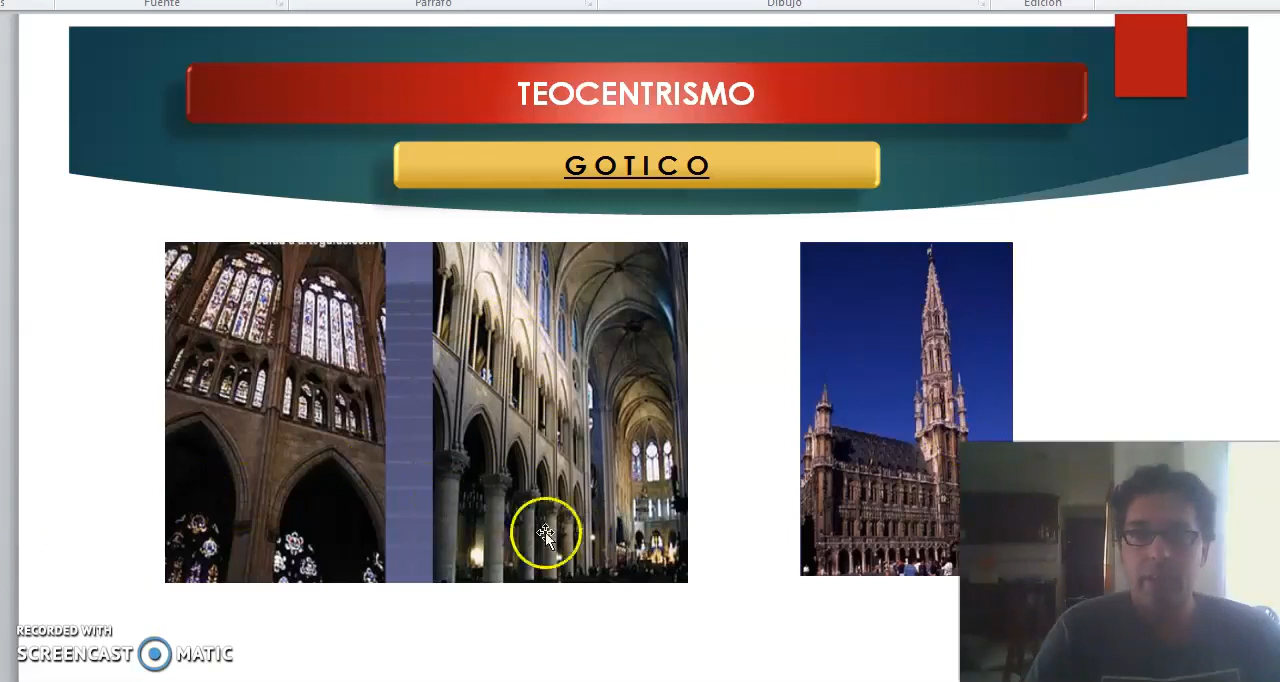 Fuente
Párrafo
Dibujo
Edición
TEOCENTRISMO
GOTICO
RECORDED WITH
SCREENCAST MATIC